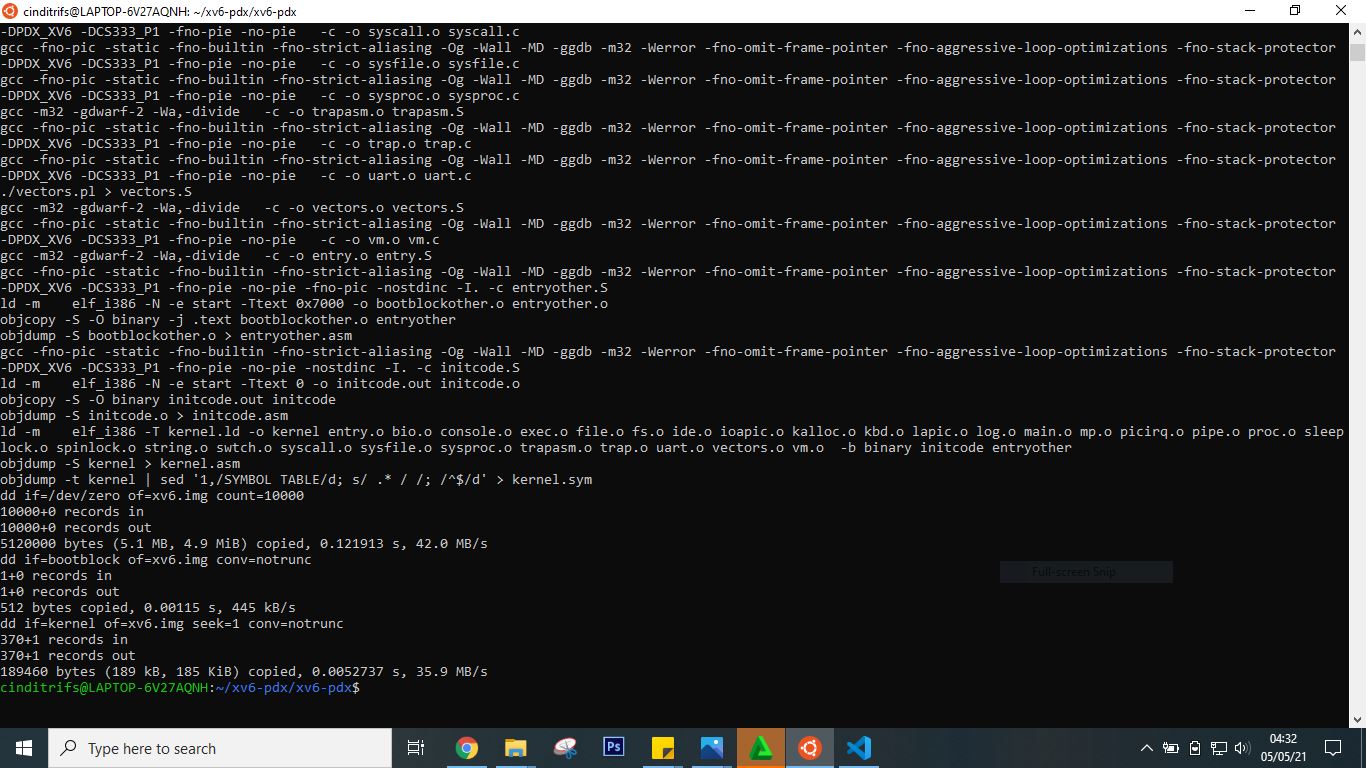 cinditrifs@LAPTOP-6V27AQNH: ~/xv6-pdx/xv6-pdx
-DPDX_XV6 -DCS333_P1 -fno-pie -no-pie   -c -o syscall.o syscall.c
gcc -fno-pic -static -fno-builtin -fno-strict-aliasing -Og -Wall -MD -ggdb -m32 -Werror -fno-omit-frame-pointer -fno-aggressive-loop-optimizations -fno-stack-protector
-DPDX_XV6 -DCS333_P1 -fno-pie -no-pie   -c -o sysfile.o sysfile.c
gcc -fno-pic -static -fno-builtin -fno-strict-aliasing -Og -Wall -MD -ggdb -m32 -Werror -fno-omit-frame-pointer -fno-aggressive-loop-optimizations -fno-stack-protector
-DPDX_XV6 -DCS333_P1 -fno-pie -no-pie   -c -o sysproc.o sysproc.c
gcc -m32 -gdwarf-2 -Wa,-divide   -c -o trapasm.o trapasm.S
gcc -fno-pic -static -fno-builtin -fno-strict-aliasing -Og -Wall -MD -ggdb -m32 -Werror -fno-omit-frame-pointer -fno-aggressive-loop-optimizations -fno-stack-protector
-DPDX_XV6 -DCS333_P1 -fno-pie -no-pie   -c -o trap.o trap.c
gcc -fno-pic -static -fno-builtin -fno-strict-aliasing -Og -Wall -MD -ggdb -m32 -Werror -fno-omit-frame-pointer -fno-aggressive-loop-optimizations -fno-stack-protector
-DPDX_XV6 -DCS333_P1 -fno-pie -no-pie   -c -o uart.o uart.c
./vectors.pl > vectors.S
gcc -m32 -gdwarf-2 -Wa,-divide   -c -o vectors.o vectors.S
gcc -fno-pic -static -fno-builtin -fno-strict-aliasing -Og -Wall -MD -ggdb -m32 -Werror -fno-omit-frame-pointer -fno-aggressive-loop-optimizations -fno-stack-protector
-DPDX_XV6 -DCS333_P1 -fno-pie -no-pie   -c -o vm.o vm.c
gcc -m32 -gdwarf-2 -Wa,-divide   -c -o entry.o entry.S
gcc -fno-pic -static -fno-builtin -fno-strict-aliasing -Og -Wall -MD -ggdb -m32 -Werror -fno-omit-frame-pointer -fno-aggressive-loop-optimizations -fno-stack-protector
-DPDX_XV6 -DCS333_P1 -fno-pie -no-pie -fno-pic -nostdinc -I. -c entryother.S
ld -m    elf_i386 -N -e start -Ttext 0x7000 -o bootblockother.o entryother.o
objcopy -S -O binary -j .text bootblockother.o entryother
objdump -S bootblockother.o > entryother.asm
gcc -fno-pic -static -fno-builtin -fno-strict-aliasing -Og -Wall -MD -ggdb -m32 -Werror -fno-omit-frame-pointer -fno-aggressive-loop-optimizations -fno-stack-protector
-DPDX_XV6 -DCS333_P1 -fno-pie -no-pie -nostdinc -I. -c initcode.S
ld -m    elf_i386 -N -e start -Ttext 0 -o initcode.out initcode.o
objcopy -S -O binary initcode.out initcode
objdump -S initcode.o > initcode.asm
ld -m    elf_i386 -T kernel.ld -o kernel entry.o bio.o console.o exec.o file.o fs.o ide.o ioapic.o kalloc.o kbd.o lapic.o log.o main.o mp.o picirq.o pipe.o proc.o sleep
lock.o spinlock.o string.o swtch.o syscall.o sysfile.o sysproc.o trapasm.o trap.o uart.o vectors.o vm.o  -b binary initcode entryother
objdump -S kernel > kernel.asm
objdump -t kernel | sed '1,/SYMBOL TABLE/d; s/ .* / /; /^$/d' > kernel.sym
dd if=/dev/zero of=xv6.img count=10000
10000+0 records in
10000+0 records out
5120000 bytes (5.1 MB, 4.9 MiB) copied, 0.121913 s, 42.0 MB/s
dd if=bootblock of=xv6.img conv=notrunc
Full-screen Snip
1+0 records in
1+0 records out
512 bytes copied, 0.00115 s, 445 kB/s
dd if=kernel of=xv6.img seek=1 conv=notrunc
370+1 records in
370+1 records out
189460 bytes (189 kB, 185 KiB) copied, 0.0052737 s, 35.9 MB/s
cinditrifs@LAPTOP-6V27AQNH:~/xv6-pdx/xv6-pdx$
Type here to search
Ps
04:32
05/05/21